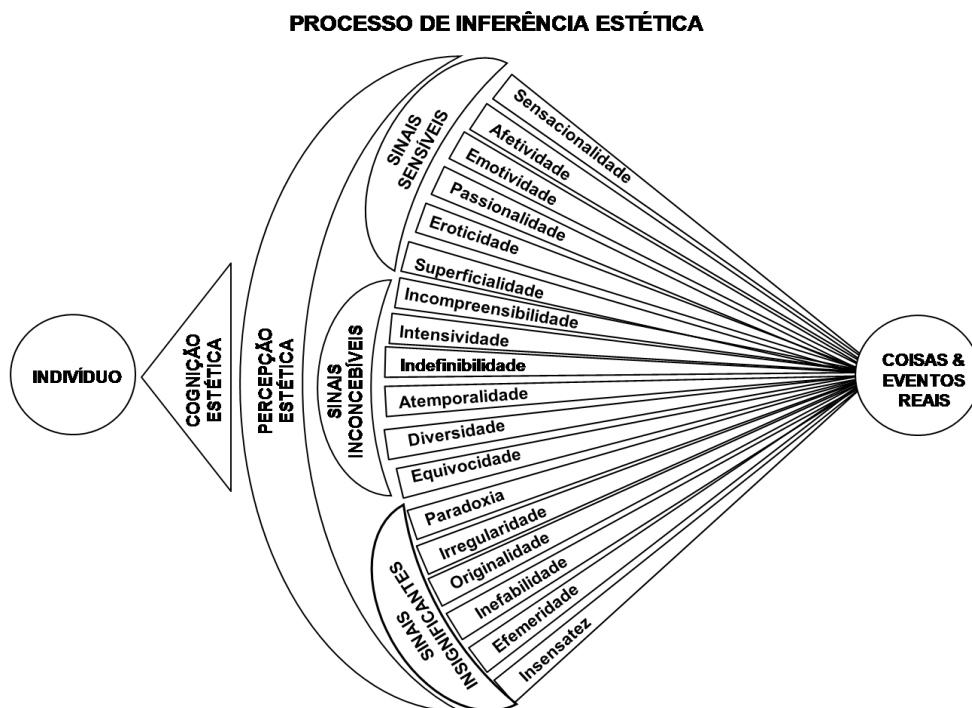 PROCESSO DE INFERÊNCIA ESTÉTICA
INDIVÍDUO
COGNIÇÃO
ESTÉTICA
PERCEPÇÃO
ESTÉTICA
SINAIS
SENSÍVEIS
Sensacionalidade
Afetividade
Emotividade
Passionalidade
Eroticidade
Superficialidade
SINAIS
INCONCEBÍVEIS
Incompreensibilidade
Intensividade
Indefinibilidade
Atemporalidade
Diversidade
Equivocidade
SINAIS
INSIGNIFICANTES
Paradoxia
Irregularidade
Originalidade
Inefabilidade
Efemeridade
Insensatez
COISAS &
EVENTOS
REAIS